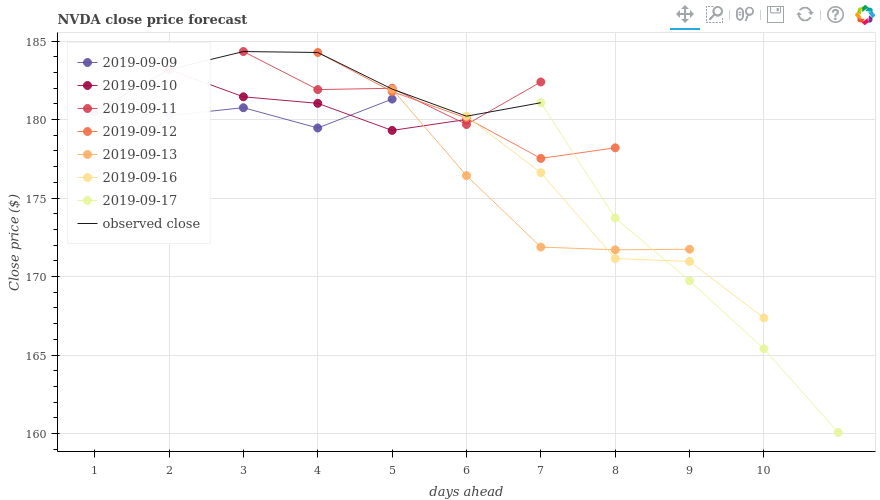 NVDA close price forecast
185
180
175
170
165
160
Close price ($)
2019-09-09
2019-09-10
2019-09-11
2019-09-12
2019-09-13
2019-09-16
2019-09-17
observed close
1 2 3 4 5 6 7 8 9 10
days ahead